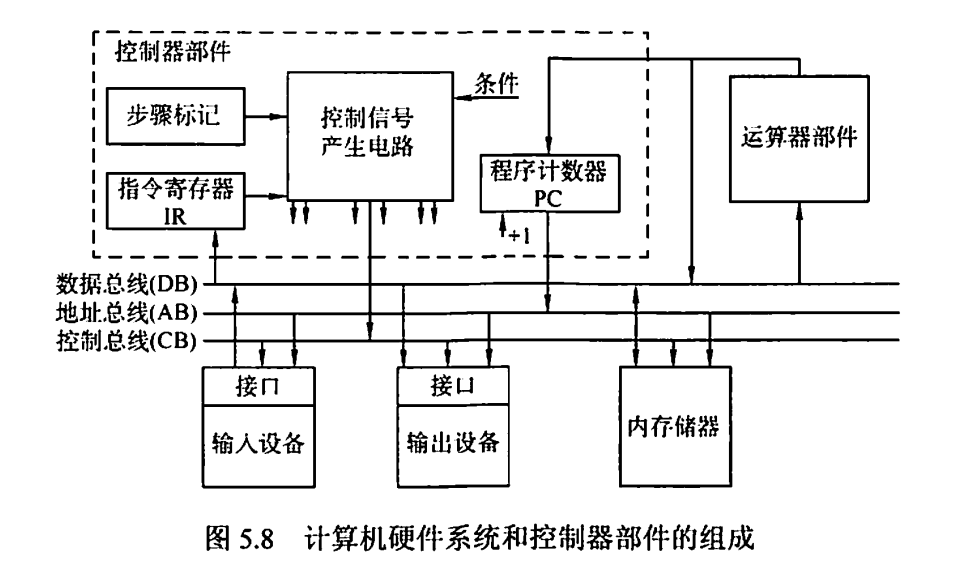 控制器部件
步骤标记
控制信号
产生电路
条件
运算器部件
指令寄存器
IR
程序计数器
PC
+1
数据总线(DB)
地址总线(AB)
控制总线(CB)
接口
输入设备
接口
输出设备
内存储器
图 5.8 计算机硬件系统和控制器部件的组成